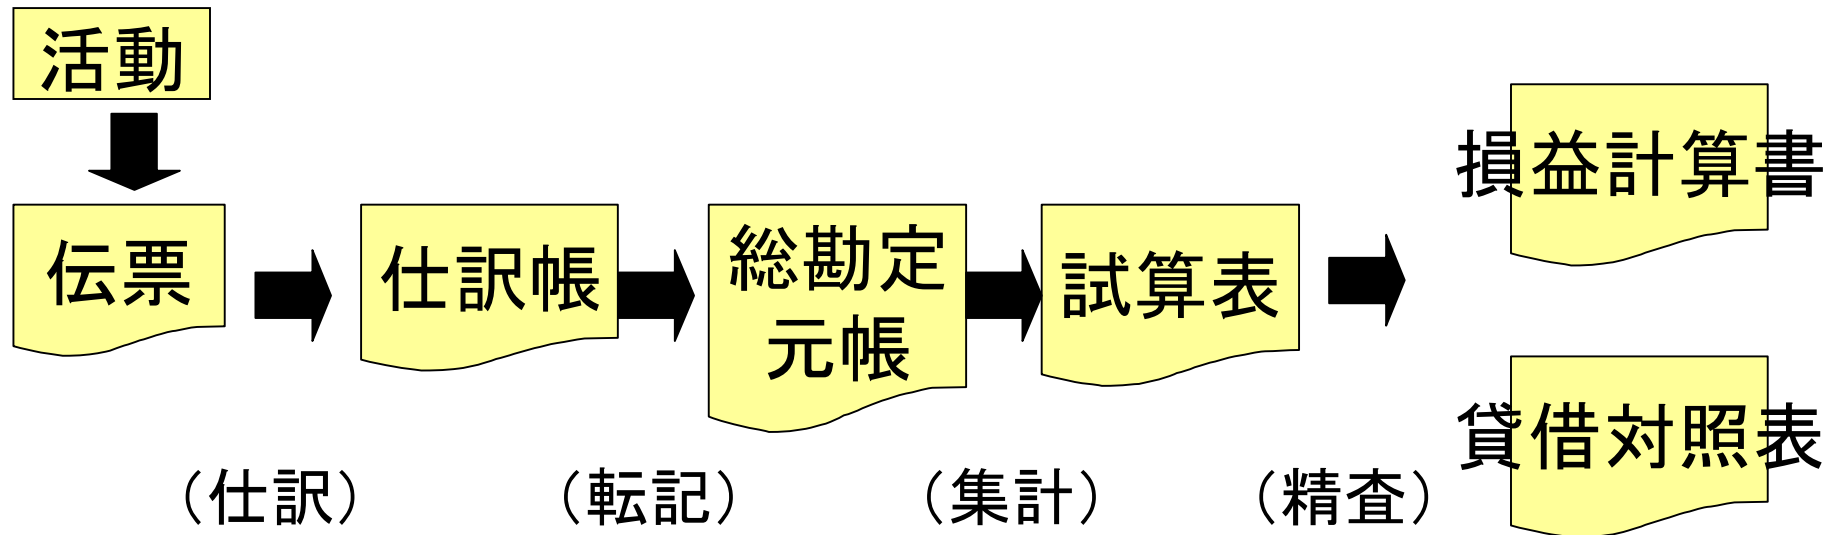 活動
伝票
仕訳帳
総勘定
元帳
試算表
損益計算書
貸借対照表
（仕訳）
（転記）
（集計）
（精査）